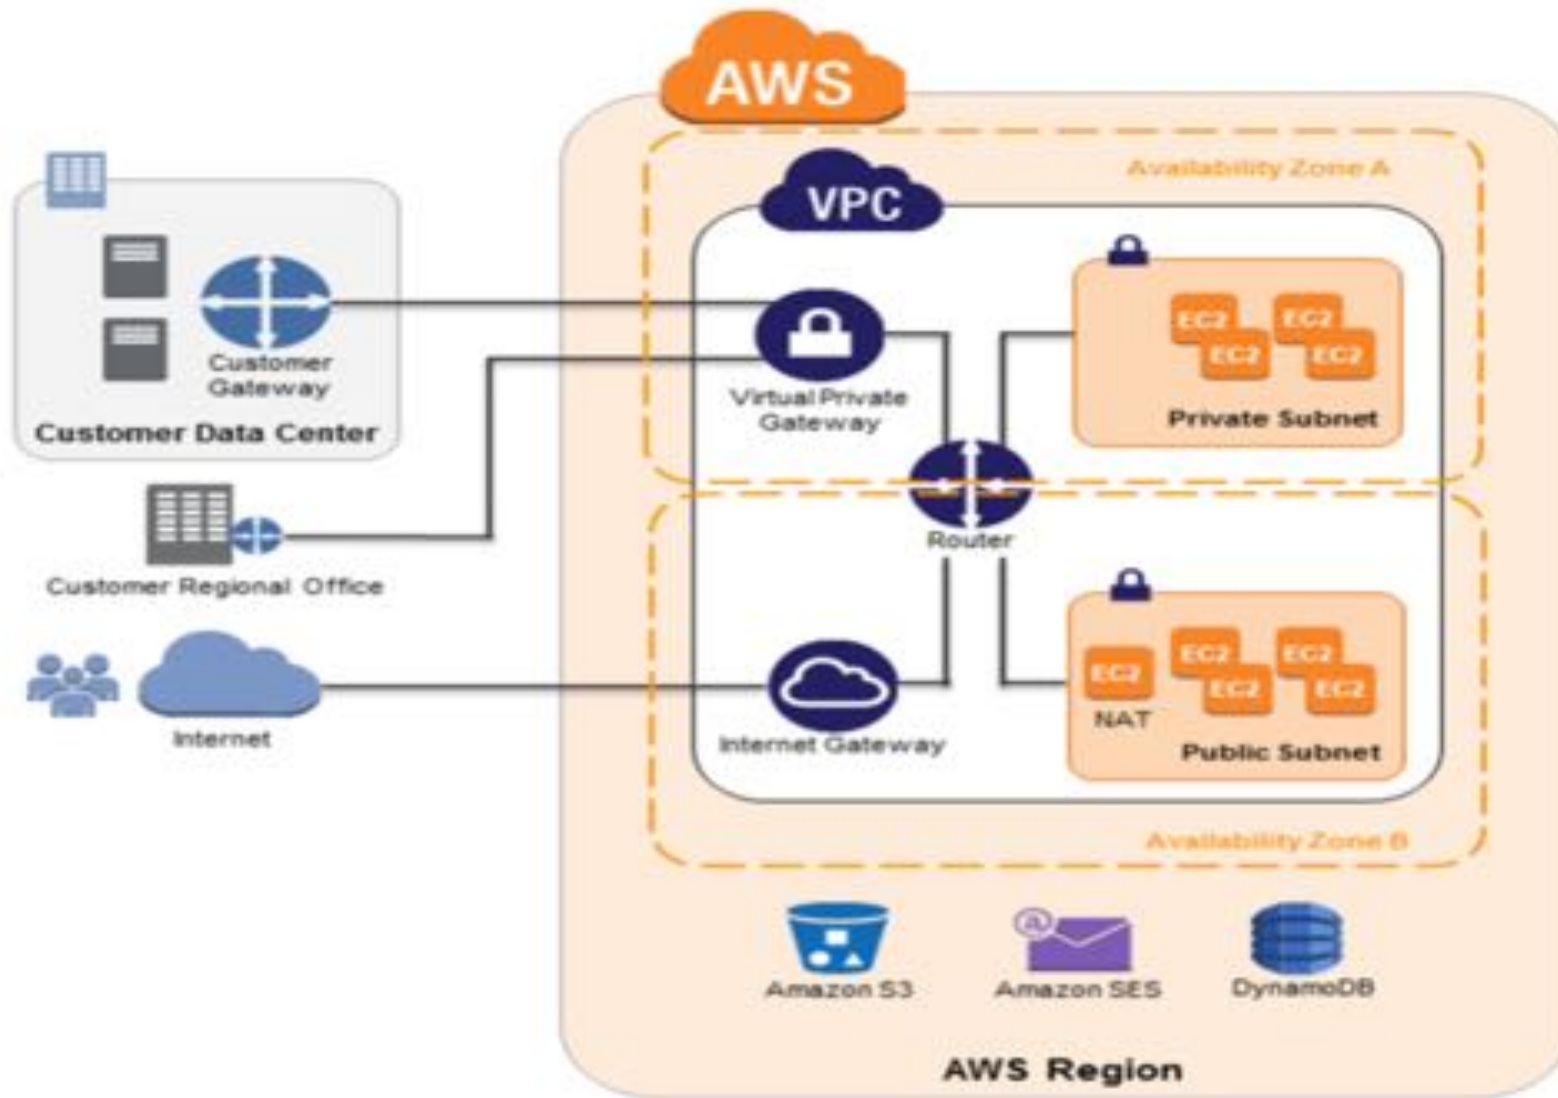 AWS
Availability Zone A
VPC
EC2
EC2
EC2
EC2
Customer
Gateway
Virtual Private
Gateway
Private Subnet
Customer Data Center
Router
Customer Regional Office
EC2
EC2
EC2
EC2
EC2
NAT
Internet
Internet Gateway
Public Subnet
Availability Zone B
@
Amazon S3
Amazon SES
DynamoDB
AWS Region